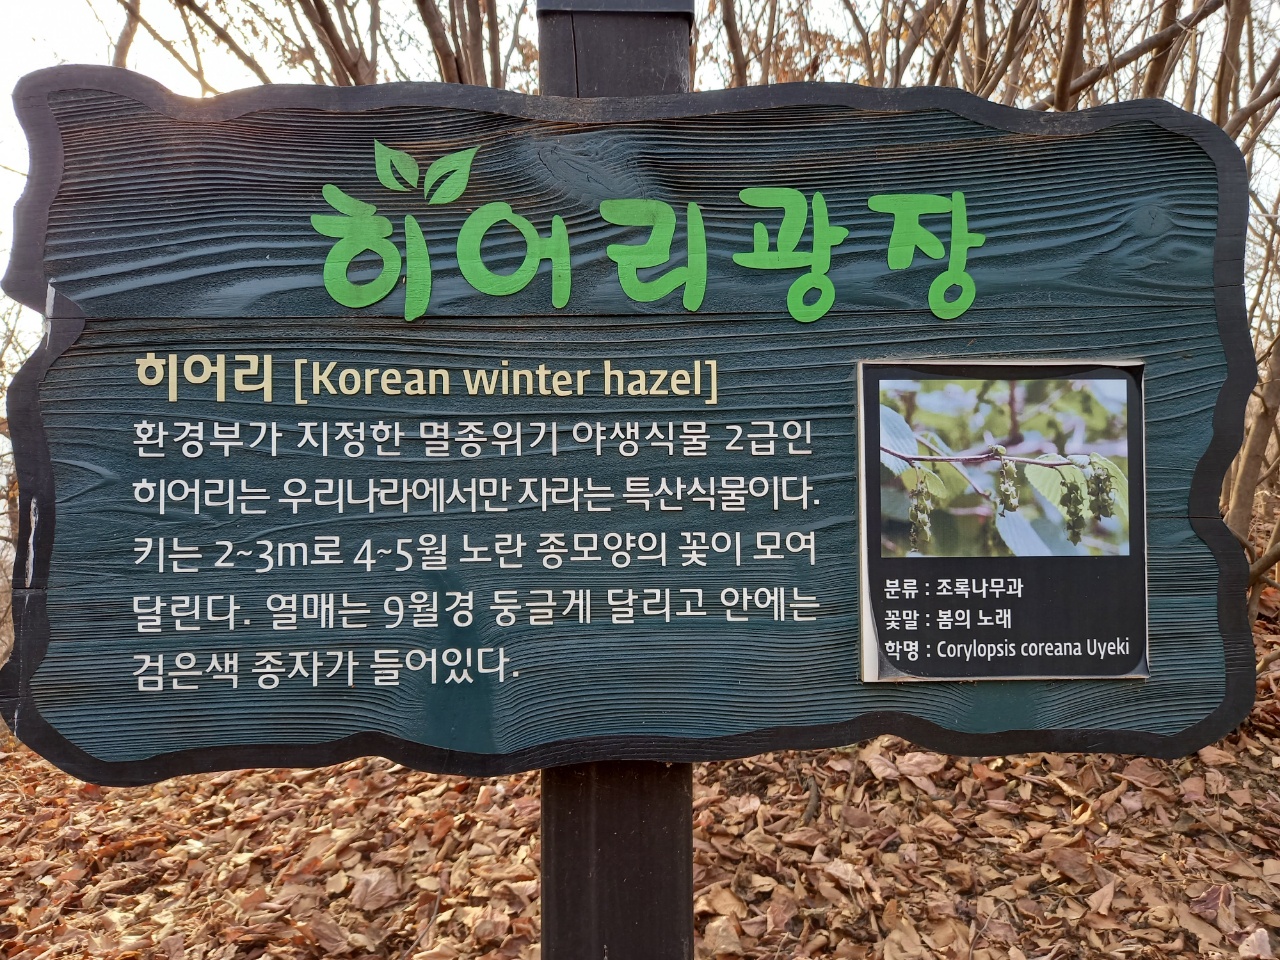 히어리광장
히어리 [Korean winter hazel]
환경부가 지정한 멸종위기 야생식물 2급인
히어리는 우리나라에서만 자라는 특산식물이다.
키는 2~3m로 4~5월 노란 종모양의 꽃이 모여
달린다. 열매는 9월경 둥글게 달리고 안에는
검은색 종자가 들어있다.
분류 : 조록나무과
꽃말 : 봄의 노래
학명 : Corylopsis coreana Uyeki